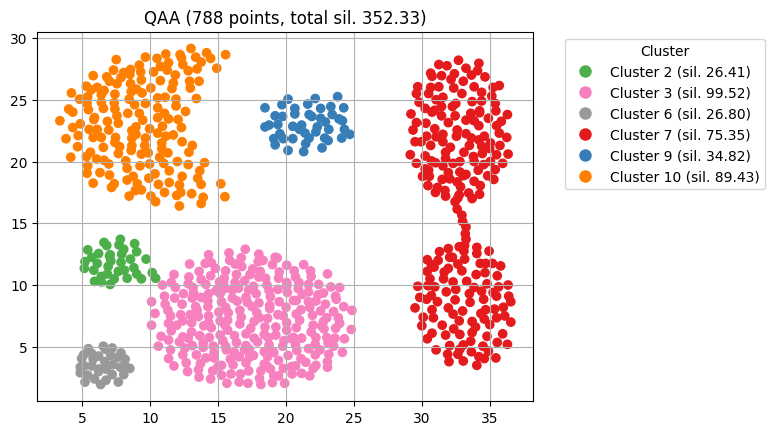 QAA (788 points, total sil. 352.33)
30
25
20
15
10
5
5 10 15 20 25 30 35
Cluster
Cluster 2 (sil. 26.41)
Cluster 3 (sil. 99.52)
Cluster 6 (sil. 26.80)
Cluster 7 (sil. 75.35)
Cluster 9 (sil. 34.82)
Cluster 10 (sil. 89.43)